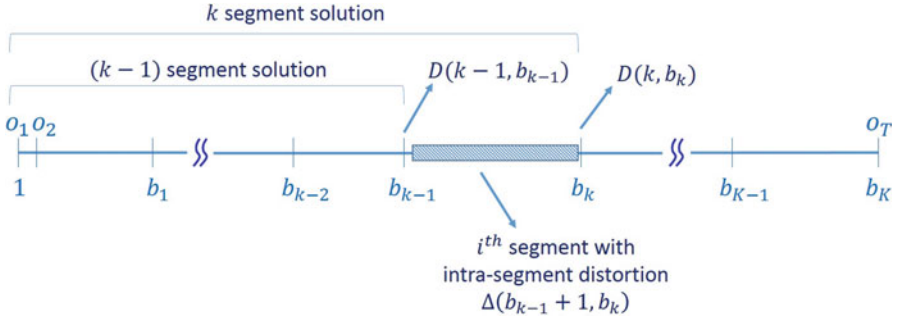 k segment solution
(k − 1) segment solution
D(k − 1, b_{k−1})
D(k, b_k)
o_1 o_2
o_T
1
b_1
b_{k−2}
b_{k−1}
b_k
b_{K−1}
b_K
i^{th} segment with
intra-segment distortion
Δ(b_{k−1} + 1, b_k)